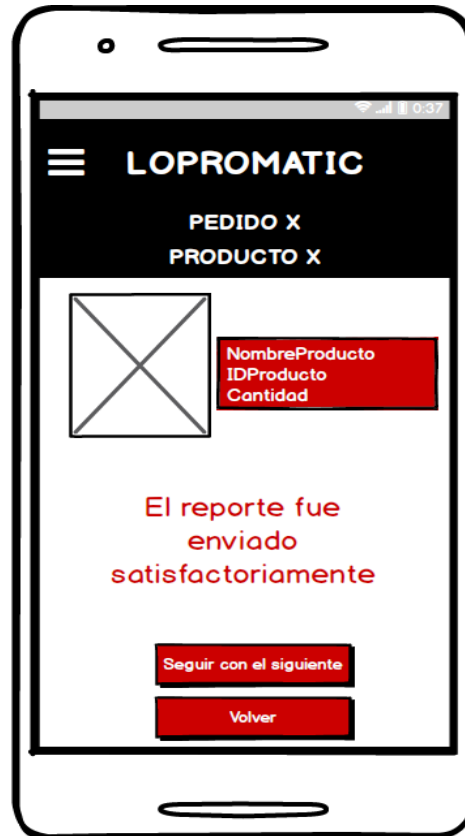 0:37
LOPROMATIC
PEDIDO X
PRODUCTO X
NombreProducto
IDProducto
Cantidad
El reporte fue
enviado
satisfactoriamente
Seguir con el siguiente
Volver